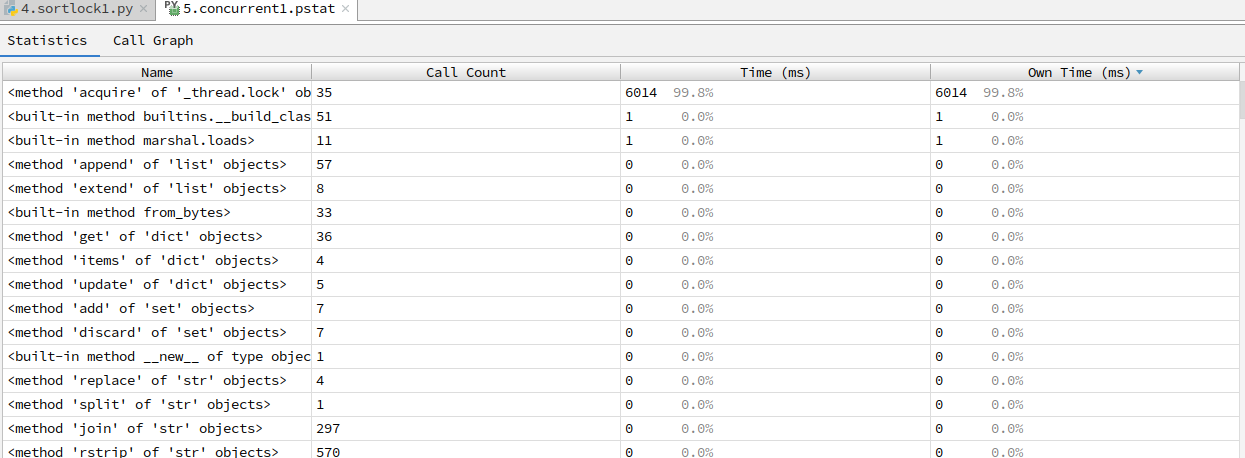 4.sortlock1.py 5.concurrent1.pstat
Statistics Call Graph
Name Call Count Time (ms) Own Time (ms)
<method 'acquire' of '_thread.lock' ob 35 6014 99.8% 6014 99.8%
<built-in method builtins.__build_clas 51 1 0.0% 1 0.0%
<built-in method marshal.loads> 11 1 0.0% 1 0.0%
<method 'append' of 'list' objects> 57 0 0.0% 0 0.0%
<method 'extend' of 'list' objects> 8 0 0.0% 0 0.0%
<built-in method from_bytes> 33 0 0.0% 0 0.0%
<method 'get' of 'dict' objects> 36 0 0.0% 0 0.0%
<method 'items' of 'dict' objects> 4 0 0.0% 0 0.0%
<method 'update' of 'dict' objects> 5 0 0.0% 0 0.0%
<method 'add' of 'set' objects> 7 0 0.0% 0 0.0%
<method 'discard' of 'set' objects> 7 0 0.0% 0 0.0%
<built-in method __new__ of type objec 1 0 0.0% 0 0.0%
<method 'replace' of 'str' objects> 4 0 0.0% 0 0.0%
<method 'split' of 'str' objects> 1 0 0.0% 0 0.0%
<method 'join' of 'str' objects> 297 0 0.0% 0 0.0%
<method 'rstrip' of 'str' objects> 570 0 0.0% 0 0.0%